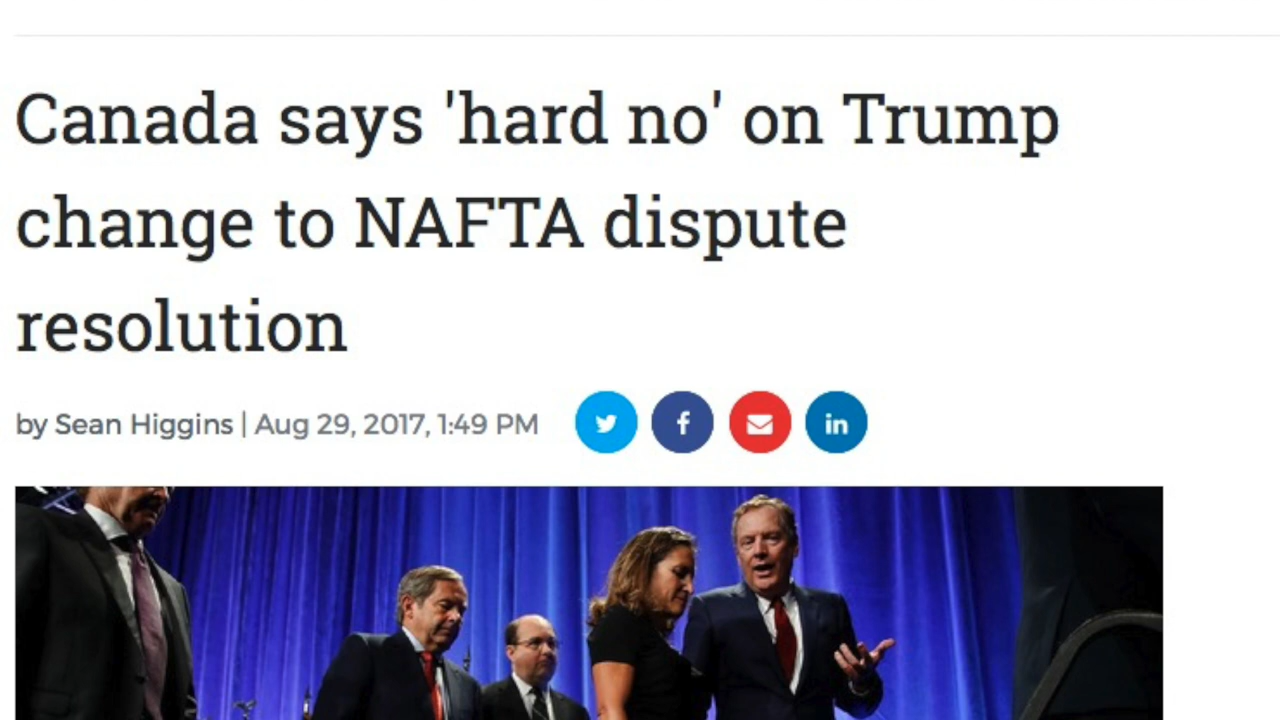 Canada says 'hard no' on Trump
change to NAFTA dispute
resolution
by Sean Higgins | Aug 29, 2017, 1:49 PM
f
in